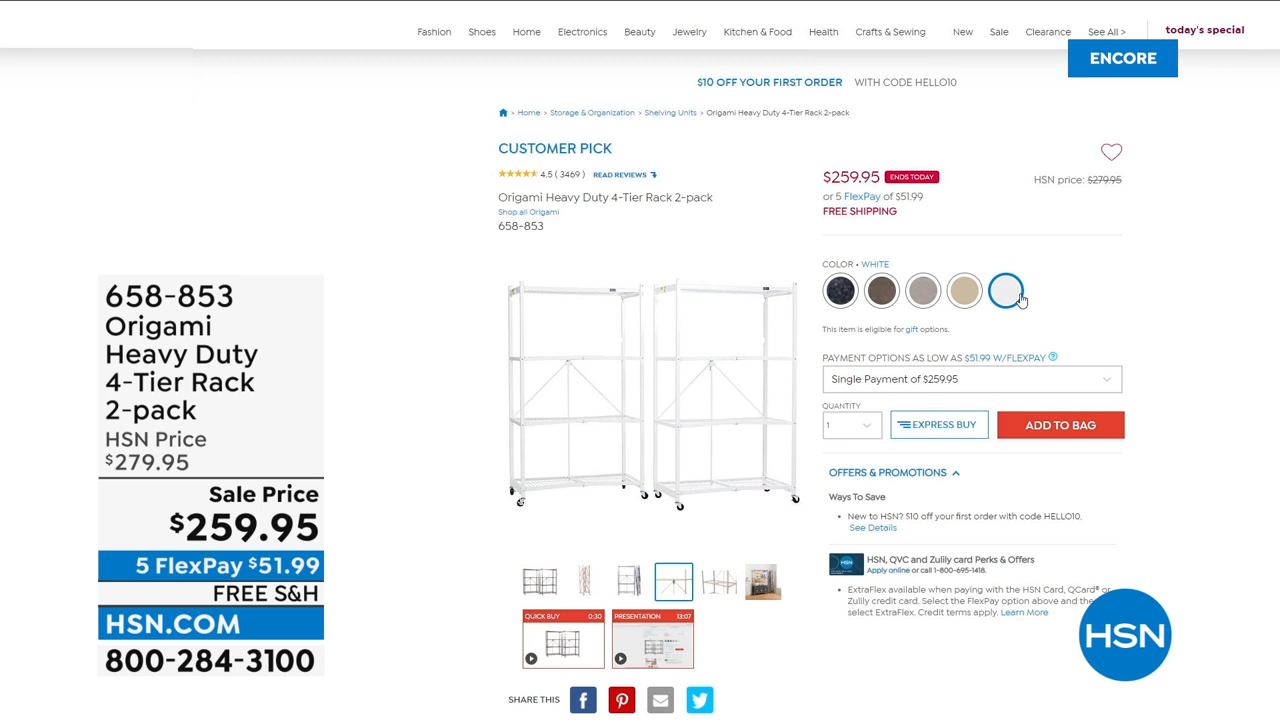 Fashion Shoes Home Electronics Beauty Jewelry Kitchen & Food Health Crafts & Sewing New Sale Clearance See All > today's special
ENCORE
$10 OFF YOUR FIRST ORDER WITH CODE HELLO10
> Home > Storage & Organization > Shelving Units > Origami Heavy Duty 4-Tier Rack 2-pack
CUSTOMER PICK
4.5 ( 3469 ) READ REVIEWS
Origami Heavy Duty 4-Tier Rack 2-pack
Shop all Origami
658-853
$259.95 ENDS TODAY HSN price: $279.95
or 5 FlexPay of $51.99
FREE SHIPPING
COLOR • WHITE
This item is eligible for gift options.
PAYMENT OPTIONS AS LOW AS $51.99 W/FLEXPAY ?
Single Payment of $259.95
QUANTITY
1 EXPRESS BUY ADD TO BAG
OFFERS & PROMOTIONS
Ways To Save
• New to HSN? $10 off your first order with code HELLO10.
See Details
HSN, QVC and Zulily card Perks & Offers
Apply online or call 1-800-695-1418.
• ExtraFlex available when paying with the HSN Card, QCard® or
Zulily credit card. Select the FlexPay option above and
select ExtraFlex. Credit terms apply. Learn More
QUICK BUY 0:30 PRESENTATION 13:07
SHARE THIS
658-853
Origami
Heavy Duty
4-Tier Rack
2-pack
HSN Price
$279.95
Sale Price
$259.95
5 FlexPay $51.99
FREE S&H
HSN.COM
800-284-3100
HSN